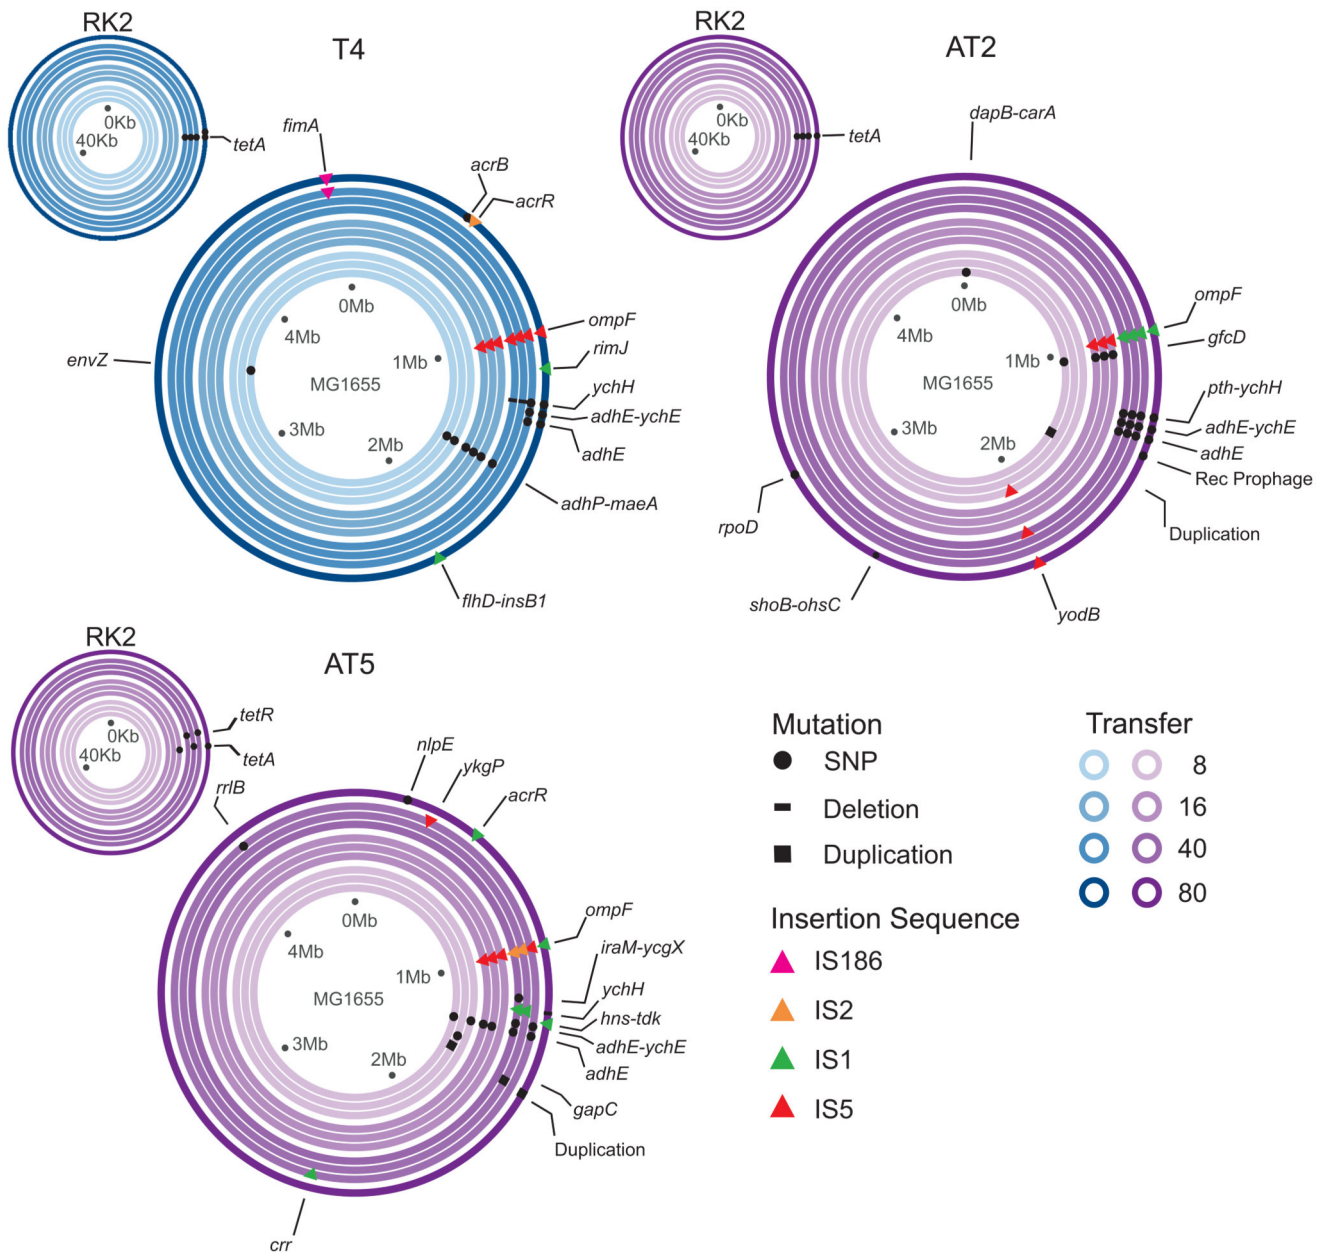 RK2
T4
0Kb
40Kb
tetA
fimA
acrB
acrR
ompF
rimJ
ychH
adhE-ychE
adhE
adhP-maeA
flhD-insB1
envZ
0Mb
1Mb
2Mb
3Mb
4Mb
MG1655
RK2
AT2
0Kb
40Kb
tetA
dapB-carA
ompF
gfcD
pth-ychH
adhE-ychE
adhE
Rec Prophage
Duplication
yodB
shoB-ohsC
rpoD
0Mb
1Mb
2Mb
3Mb
4Mb
MG1655
RK2
AT5
0Kb
40Kb
tetR
tetA
rrlB
nlpE
ykgP
acrR
ompF
iraM-ycgX
ychH
hns-tdk
adhE-ychE
adhE
gapC
Duplication
crr
0Mb
1Mb
2Mb
3Mb
4Mb
MG1655
Mutation
SNP
Deletion
Duplication
Insertion Sequence
IS186
IS2
IS1
IS5
Transfer
8
16
40
80